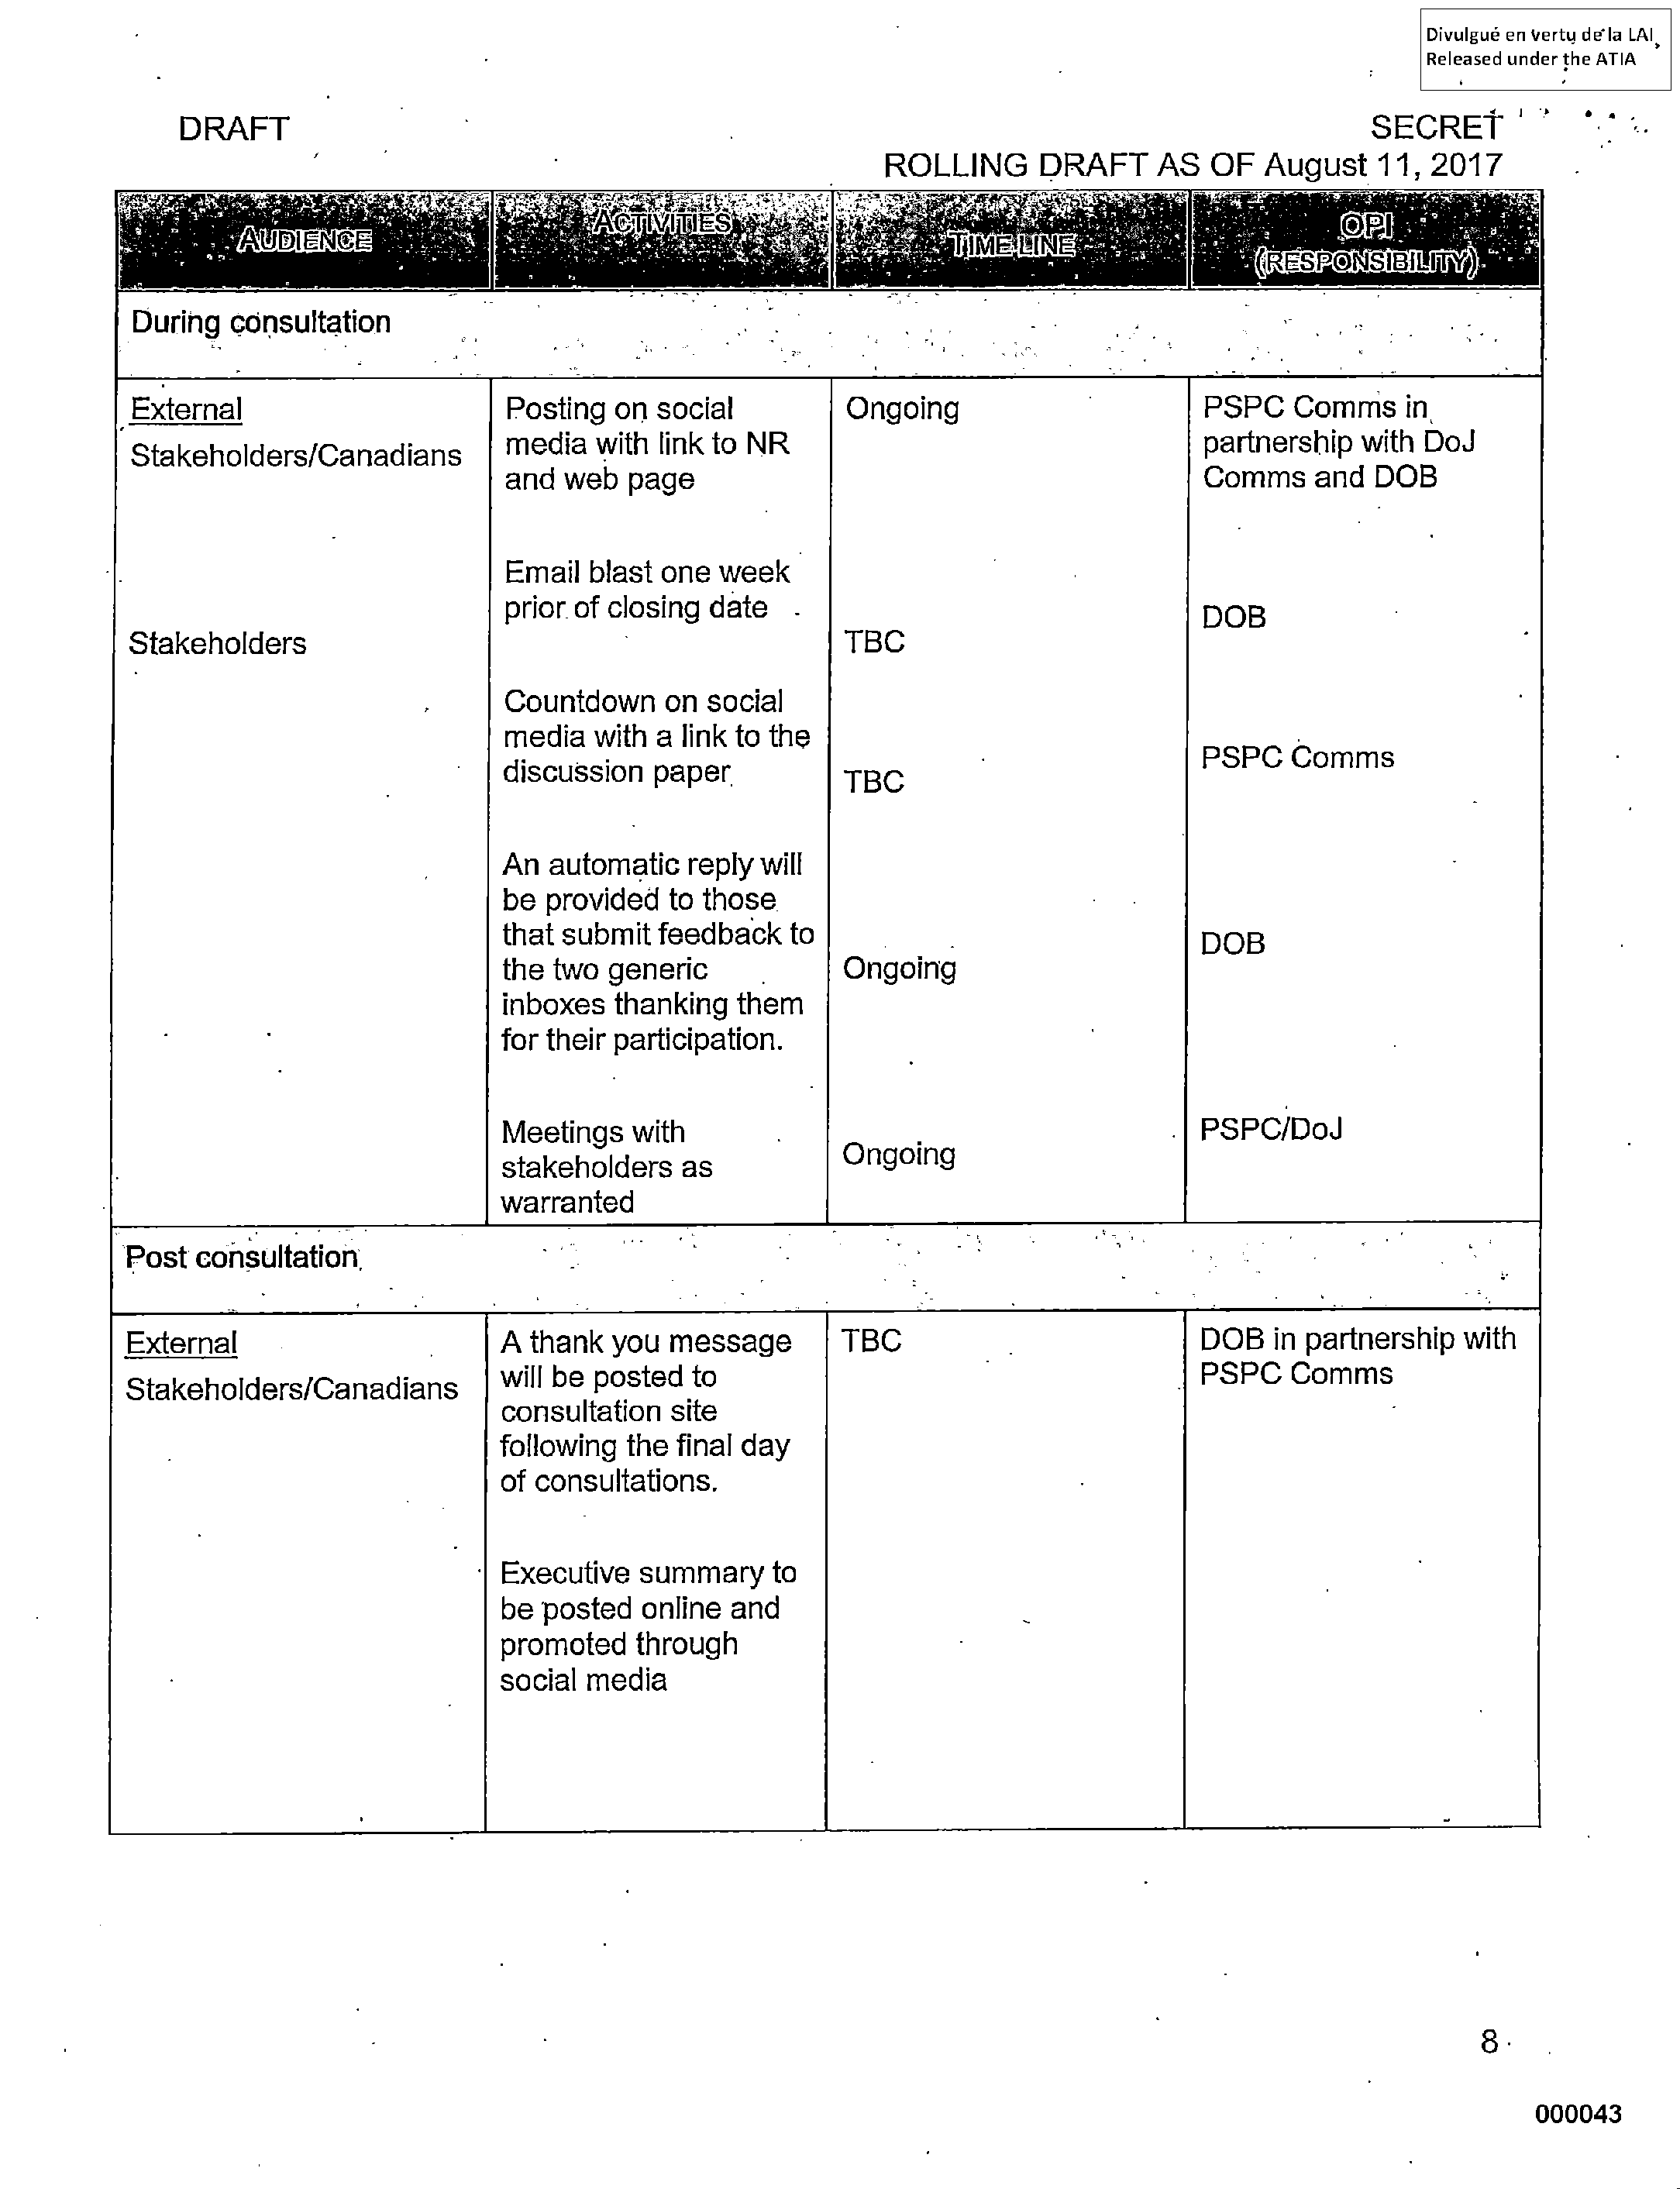 Divulgué en vertu de la LAI
Released under the ATIA
DRAFT
SECRET
ROLLING DRAFT AS OF August 11, 2017
AUDIENCE
ACTIVITIES
TIMELINE
OPI
(RESPONSIBILITY)
During consultation
External
Stakeholders/Canadians
Posting on social
media with link to NR
and web page
Ongoing
PSPC Comms in
partnership with DoJ
Comms and DOB
Stakeholders
Email blast one week
prior of closing date
TBC
DOB
Countdown on social
media with a link to the
discussion paper
TBC
PSPC Comms
An automatic reply will
be provided to those
that submit feedback to
the two generic
inboxes thanking them
for their participation.
Ongoing
DOB
Meetings with
stakeholders as
warranted
Ongoing
PSPC/DoJ
Post consultation
External
Stakeholders/Canadians
A thank you message
will be posted to
consultation site
following the final day
of consultations.
TBC
DOB in partnership with
PSPC Comms
Executive summary to
be posted online and
promoted through
social media
8
000043